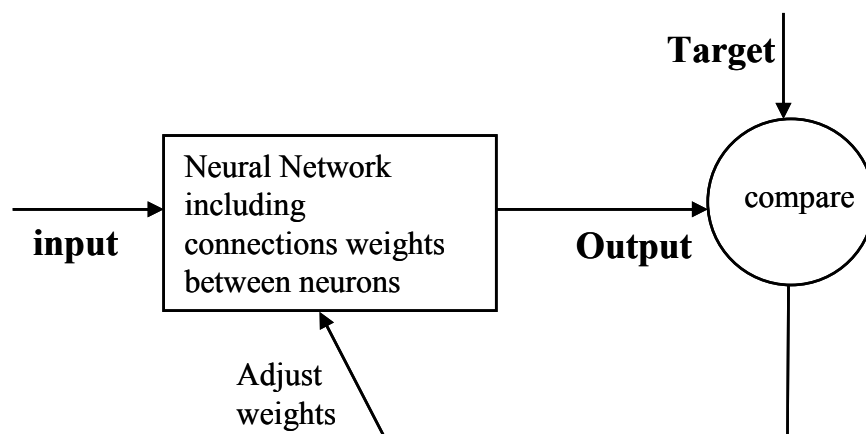 Target
Neural Network
including
connections weights
between neurons
compare
input
Output
Adjust
weights